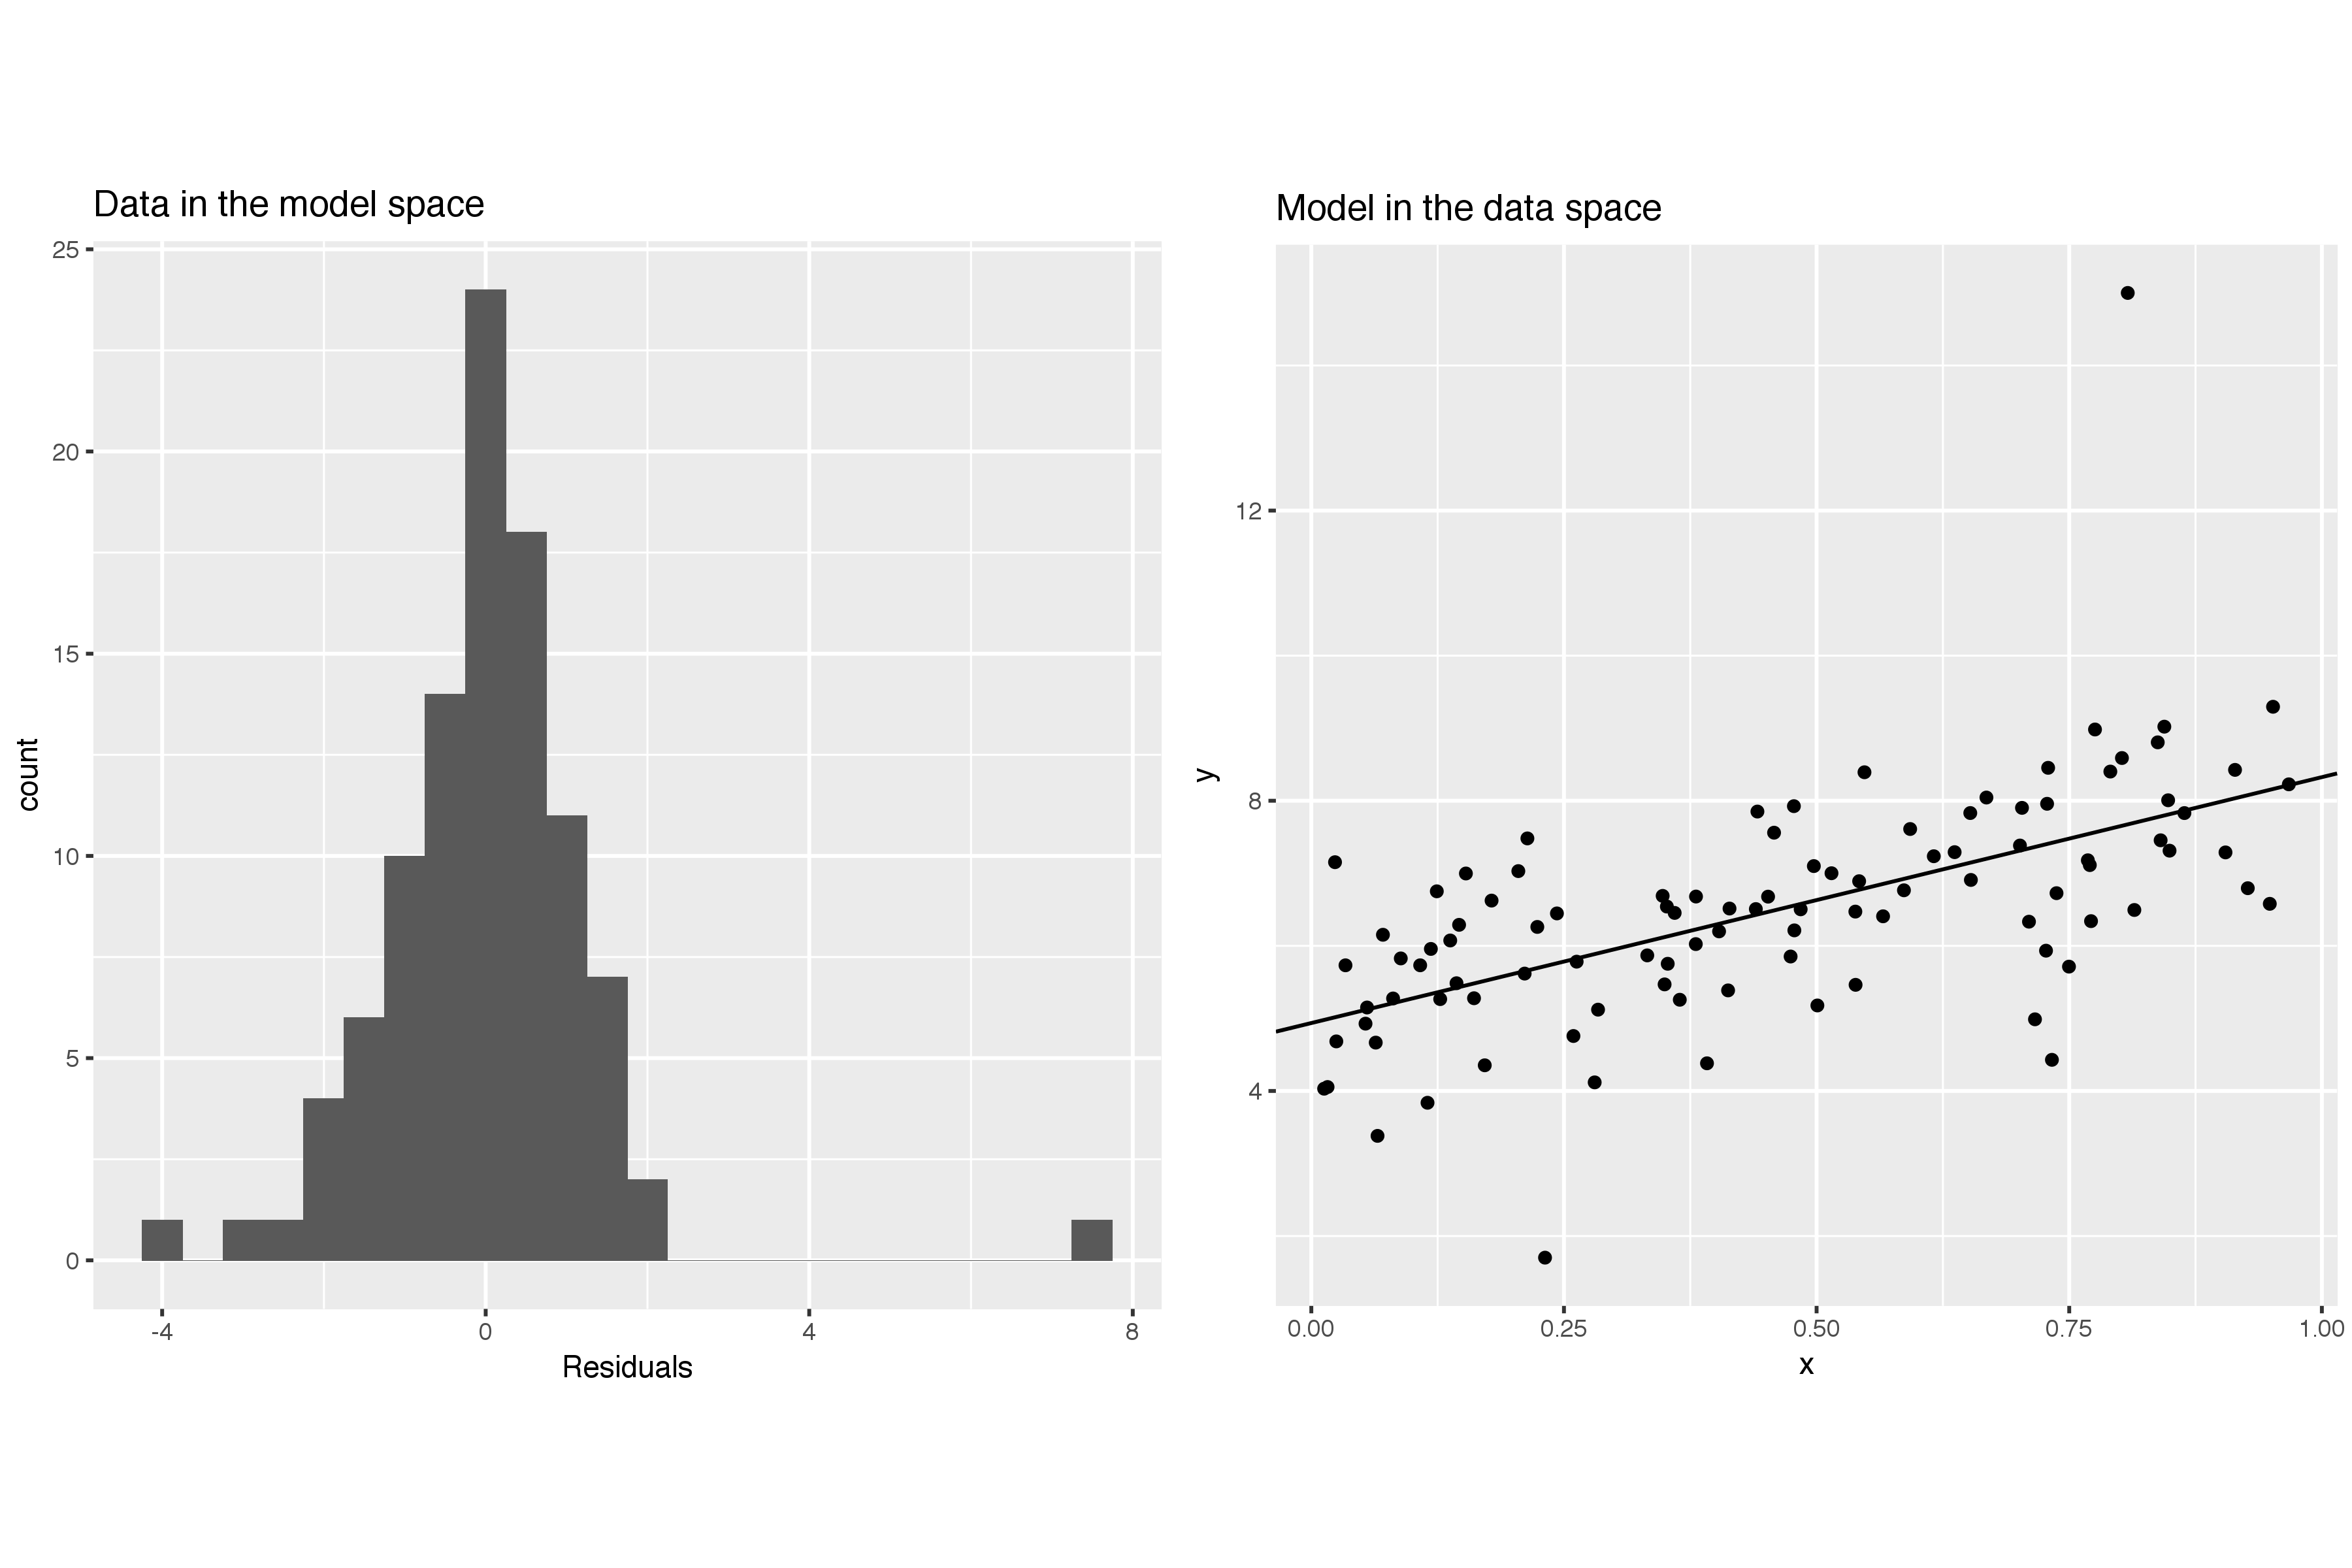 Data in the model space
25
20
15
10
5
0
count
-4 0 4 8
Residuals
Model in the data space
12
8
4
y
0.00 0.25 0.50 0.75 1.00
x